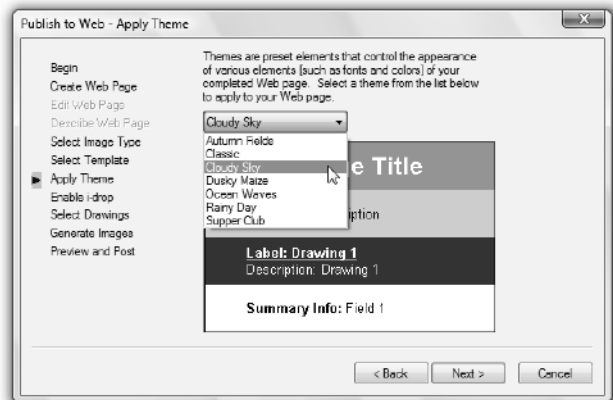 Publish to Web - Apply Theme
Begin
Create Web Page
Edit Web Page
Describe Web Page
Select Image Type
Select Template
Apply Theme
Enable i-drop
Select Drawings
Generate Images
Preview and Post
Themes are preset elements that control the appearance
of various elements (such as fonts and colors) of your
completed Web page. Select a theme from the list below
to apply to your Web page.
Cloudy Sky
Autumn Fields
Classic
Cloudy Sky
Dusky Maize
Ocean Waves
Rainy Day
Supper Club
e Title
ription
Label: Drawing 1
Description: Drawing 1
Summary Info: Field 1
< Back Next > Cancel